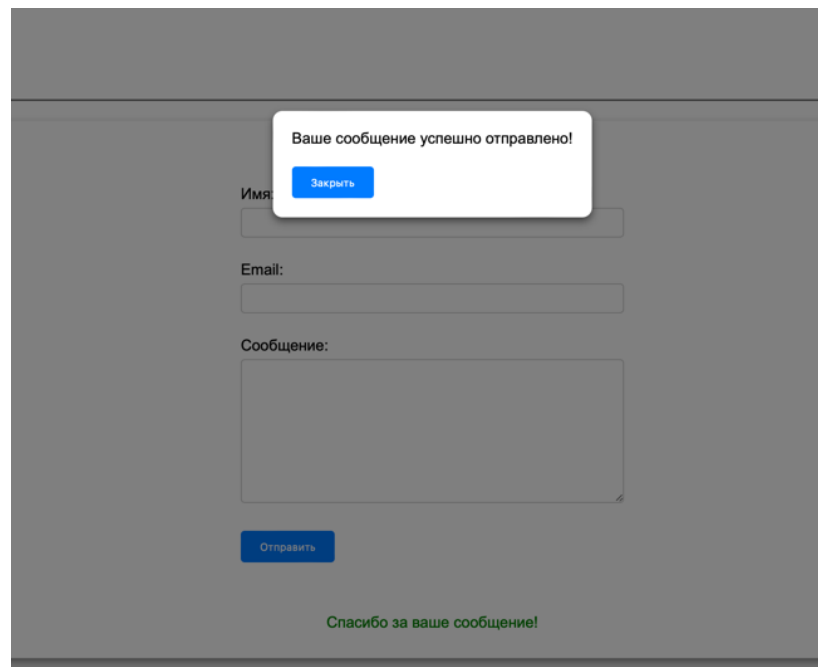 Ваше сообщение успешно отправлено!
Закрыть
Имя:
Email:
Сообщение:
Отправить
Спасибо за ваше сообщение!